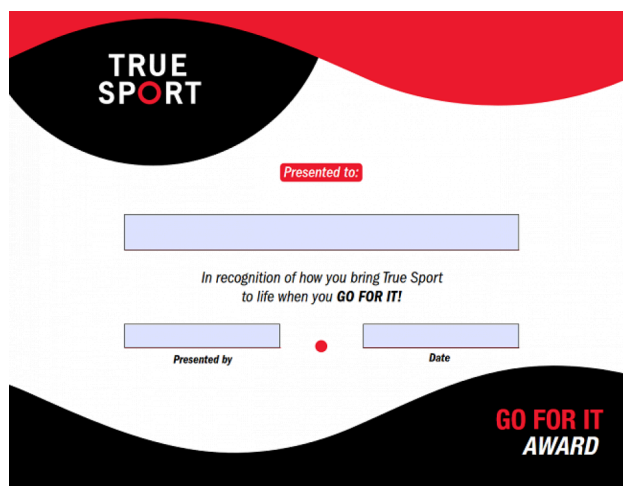 TRUE
SPORT
Presented to:
In recognition of how you bring True Sport
to life when you GO FOR IT!
Presented by
Date
GO FOR IT
AWARD